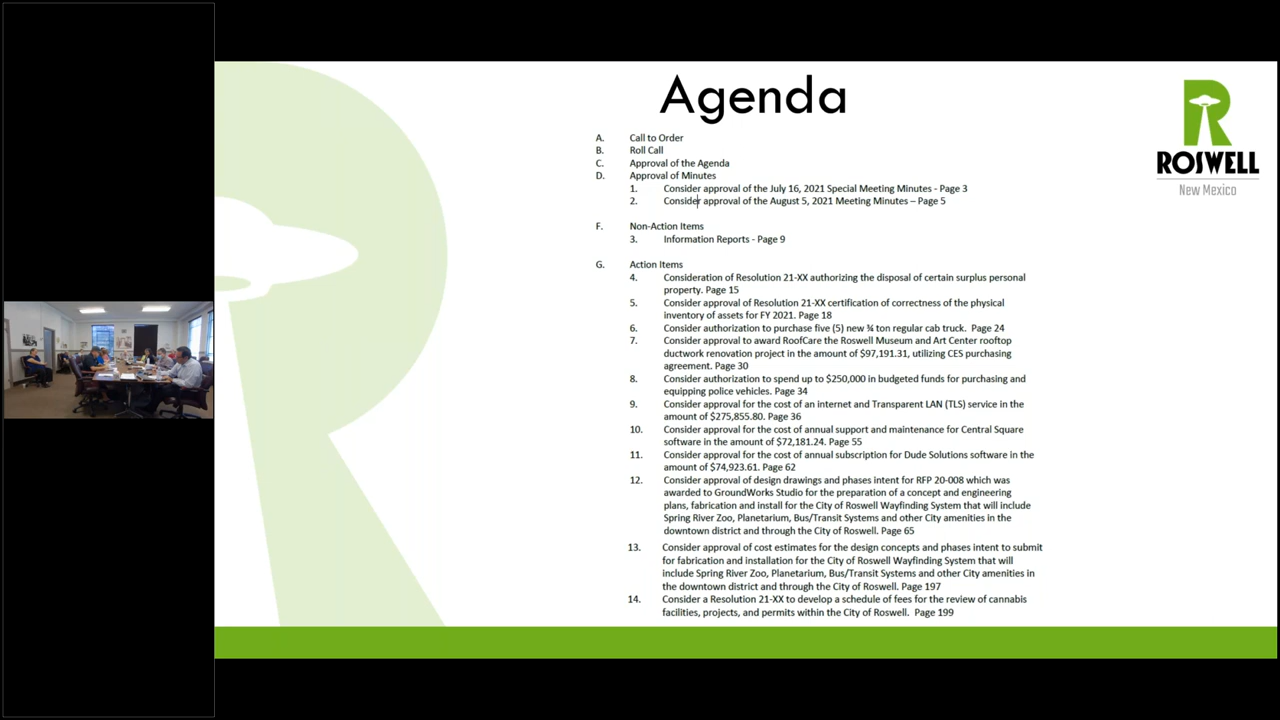 Agenda
ROSWELL
New Mexico
A. Call to Order
B. Roll Call
C. Approval of the Agenda
D. Approval of Minutes
1. Consider approval of the July 16, 2021 Special Meeting Minutes - Page 3
2. Consider approval of the August 5, 2021 Meeting Minutes – Page 5
F. Non-Action Items
3. Information Reports - Page 9
G. Action Items
4. Consideration of Resolution 21-XX authorizing the disposal of certain surplus personal
property. Page 15
5. Consider approval of Resolution 21-XX certification of correctness of the physical
inventory of assets for FY 2021. Page 18
6. Consider authorization to purchase five (5) new ¾ ton regular cab truck. Page 24
7. Consider approval to award RoofCare the Roswell Museum and Art Center rooftop
ductwork renovation project in the amount of $97,191.31, utilizing CES purchasing
agreement. Page 30
8. Consider authorization to spend up to $250,000 in budgeted funds for purchasing and
equipping police vehicles. Page 34
9. Consider approval for the cost of an internet and Transparent LAN (TLS) service in the
amount of $275,855.80. Page 36
10. Consider approval for the cost of annual support and maintenance for Central Square
software in the amount of $72,181.24. Page 55
11. Consider approval for the cost of annual subscription for Dude Solutions software in the
amount of $74,923.61. Page 62
12. Consider approval of design drawings and phases intent for RFP 20-008 which was
awarded to GroundWorks Studio for the preparation of a concept and engineering
plans, fabrication and install for the City of Roswell Wayfinding System that will include
Spring River Zoo, Planetarium, Bus/Transit Systems and other City amenities in the
downtown district and through the City of Roswell. Page 65
13. Consider approval of cost estimates for the design concepts and phases intent to submit
for fabrication and installation for the City of Roswell Wayfinding System that will
include Spring River Zoo, Planetarium, Bus/Transit Systems and other City amenities in
the downtown district and through the City of Roswell. Page 197
14. Consider a Resolution 21-XX to develop a schedule of fees for the review of cannabis
facilities, projects, and permits within the City of Roswell. Page 199